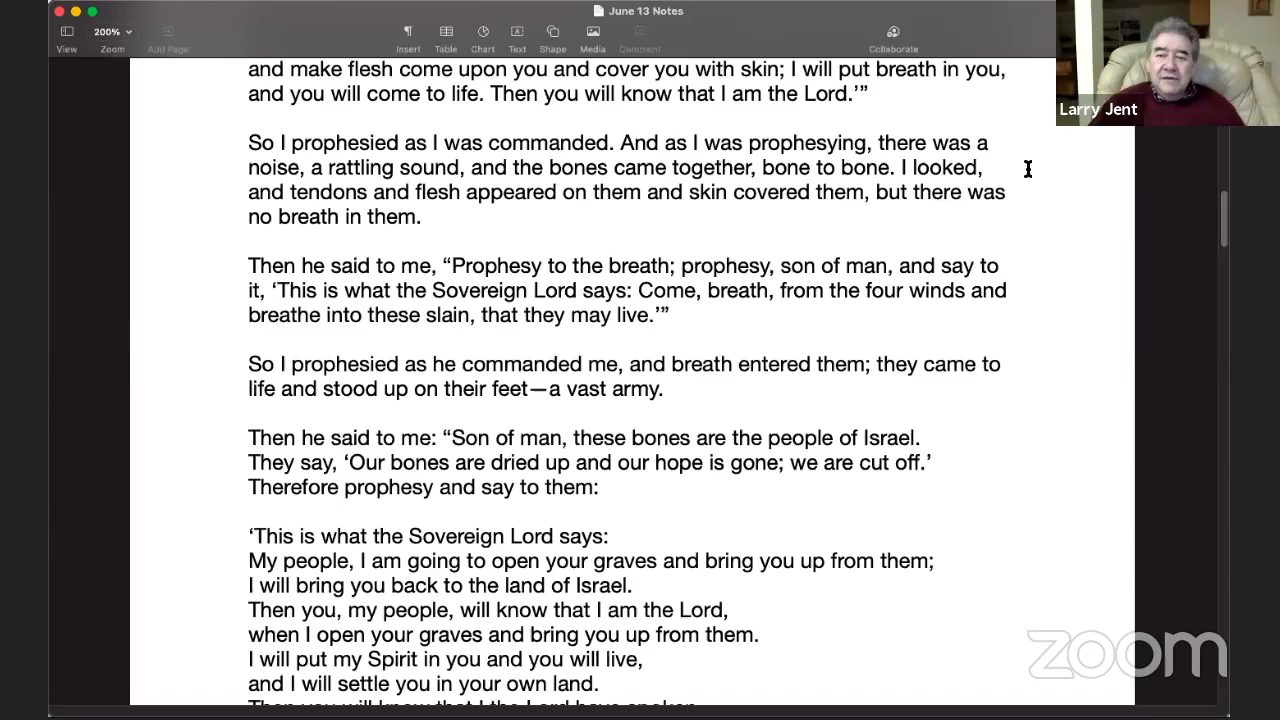 June 13 Notes
View
200%
Zoom
Add Page
Insert
Table
Chart
Text
Shape
Media
Comment
Collaborate
Larry Jent
and make flesh come upon you and cover you with skin; I will put breath in you,
and you will come to life. Then you will know that I am the Lord.’”
So I prophesied as I was commanded. And as I was prophesying, there was a
noise, a rattling sound, and the bones came together, bone to bone. I looked,
and tendons and flesh appeared on them and skin covered them, but there was
no breath in them.
Then he said to me, “Prophesy to the breath; prophesy, son of man, and say to
it, ‘This is what the Sovereign Lord says: Come, breath, from the four winds and
breathe into these slain, that they may live.’”
So I prophesied as he commanded me, and breath entered them; they came to
life and stood up on their feet—a vast army.
Then he said to me: “Son of man, these bones are the people of Israel.
They say, ‘Our bones are dried up and our hope is gone; we are cut off.’
Therefore prophesy and say to them:
‘This is what the Sovereign Lord says:
My people, I am going to open your graves and bring you up from them;
I will bring you back to the land of Israel.
Then you, my people, will know that I am the Lord,
when I open your graves and bring you up from them.
I will put my Spirit in you and you will live,
and I will settle you in your own land.
Then you will know that I the Lord have spoken
zoom